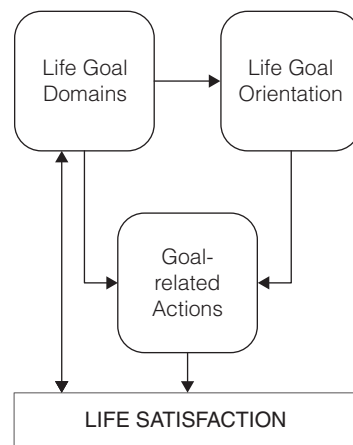 Life Goal
Domains
Life Goal
Orientation
Goal-
related
Actions
LIFE SATISFACTION